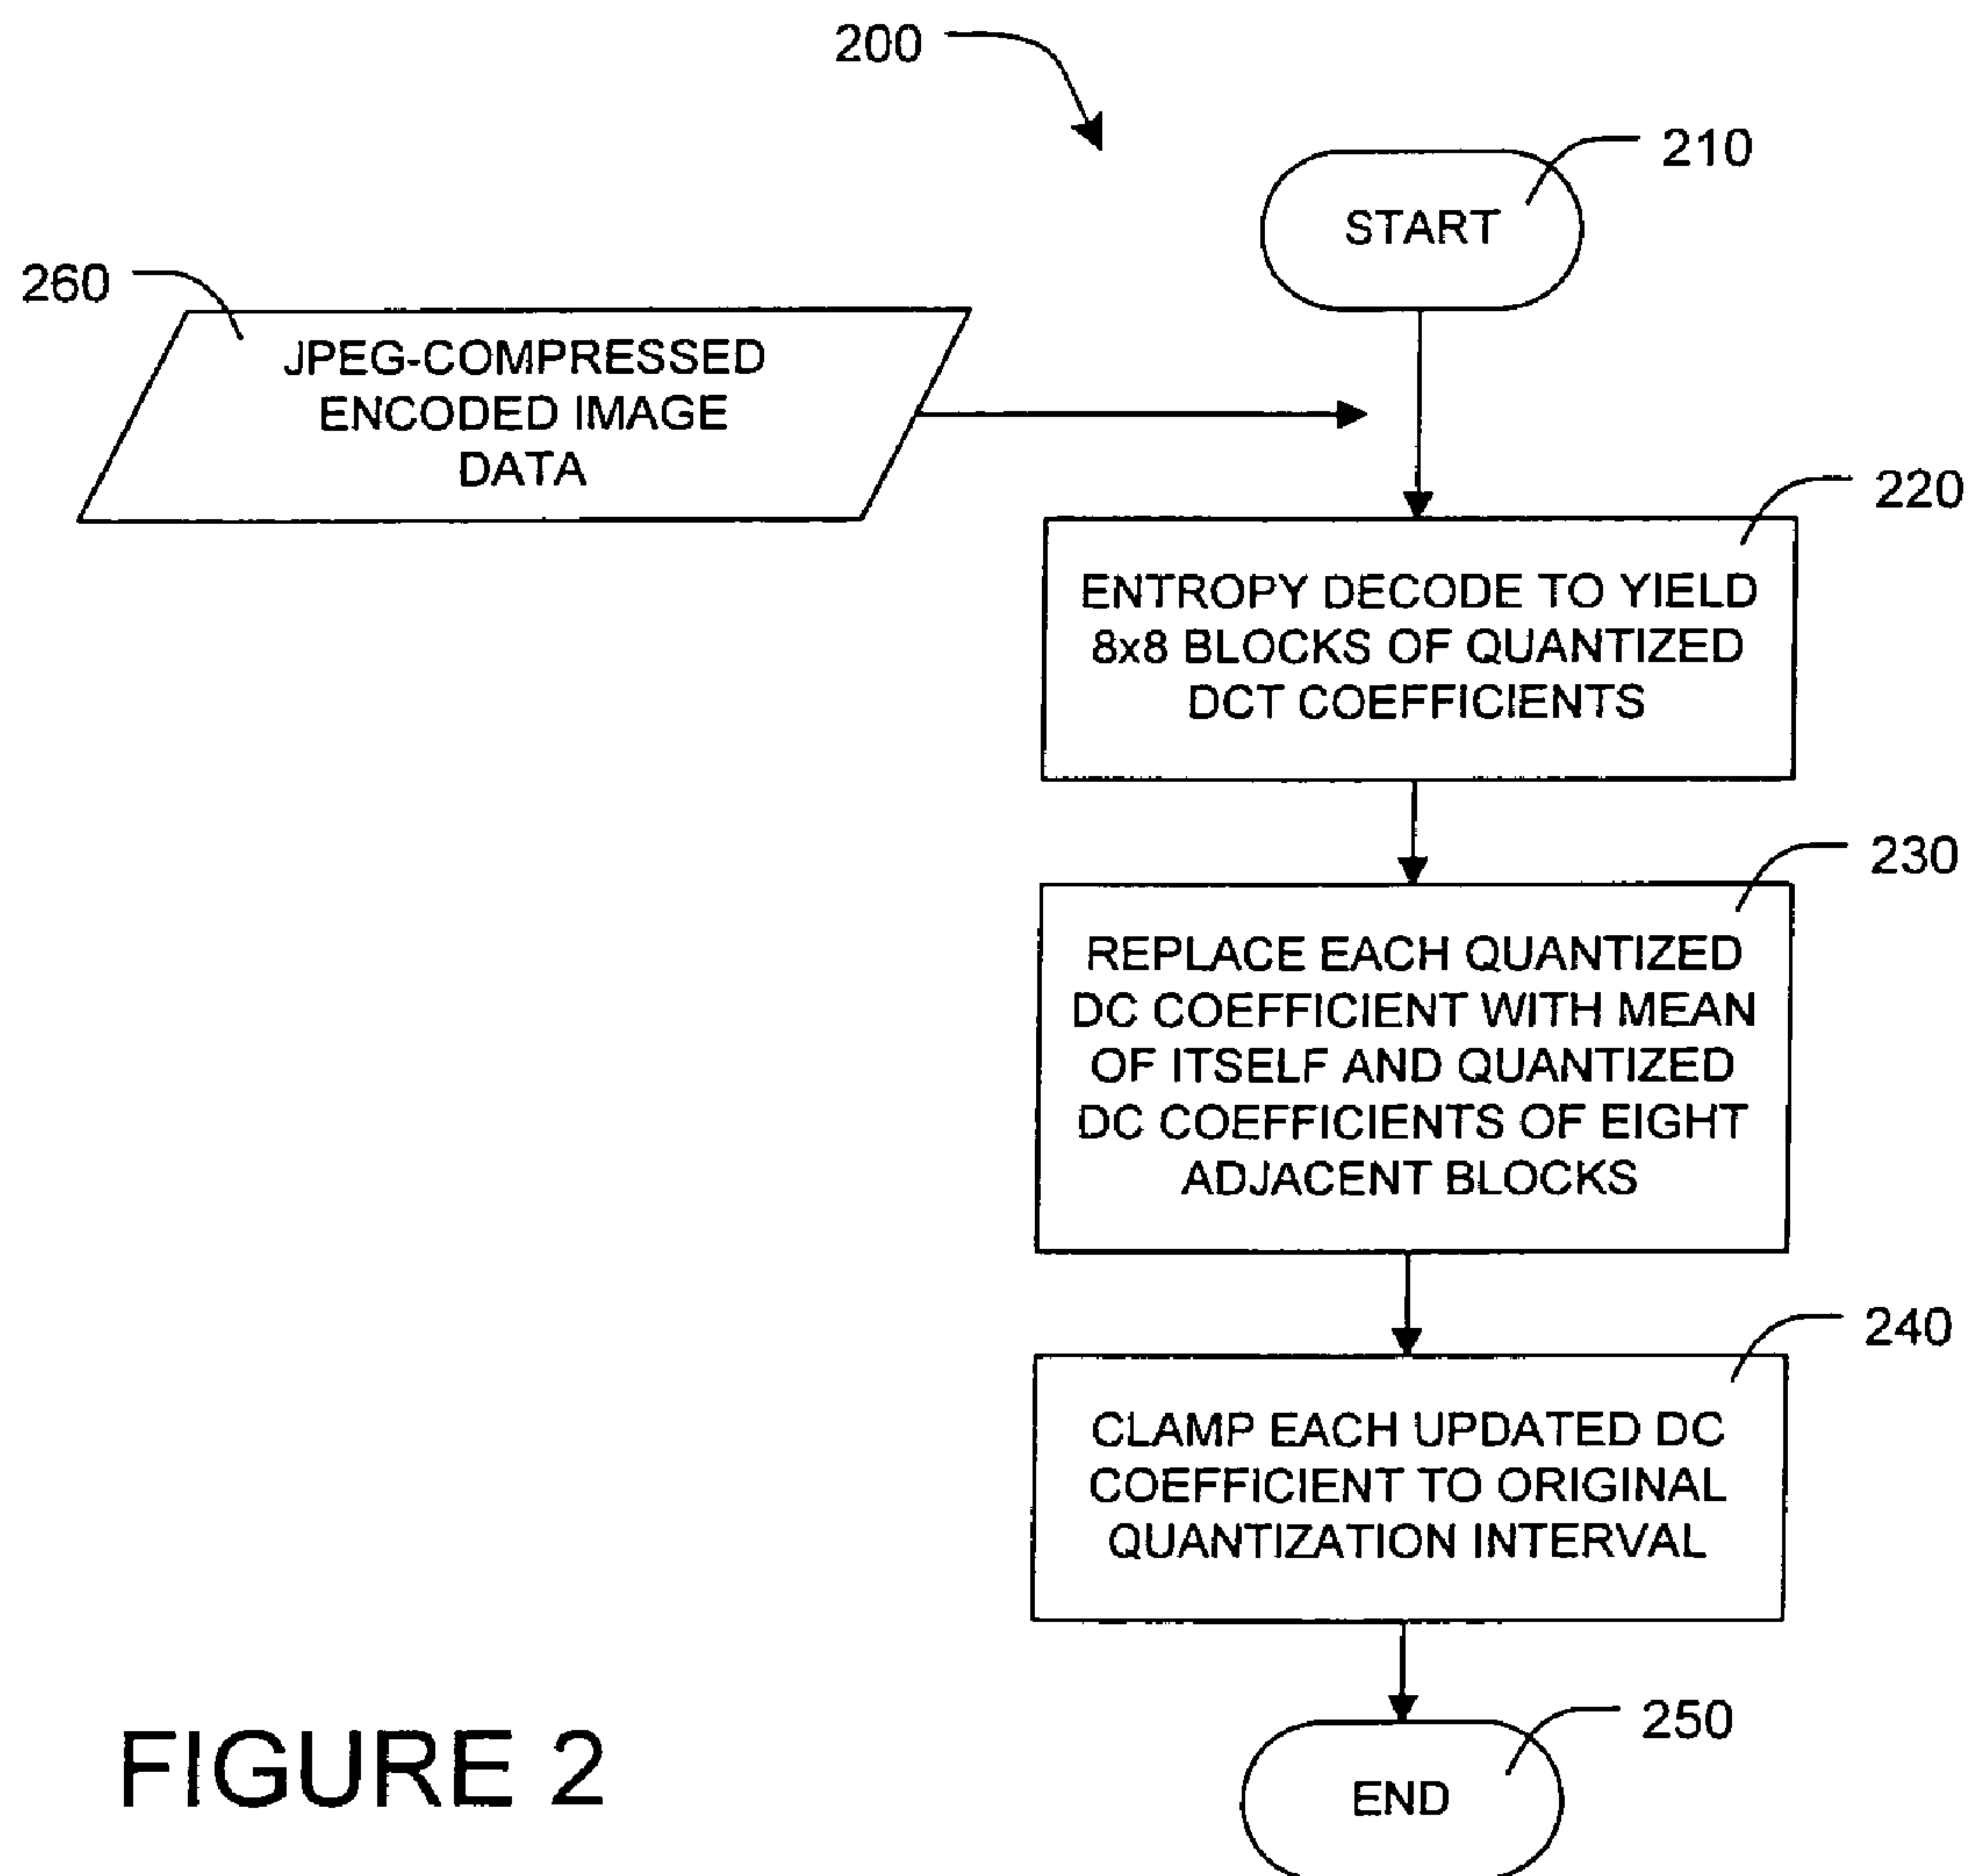 200
210
START
260
JPEG-COMPRESSED
ENCODED IMAGE
DATA
220
ENTROPY DECODE TO YIELD
8x8 BLOCKS OF QUANTIZED
DCT COEFFICIENTS
230
REPLACE EACH QUANTIZED
DC COEFFICIENT WITH MEAN
OF ITSELF AND QUANTIZED
DC COEFFICIENTS OF EIGHT
ADJACENT BLOCKS
240
CLAMP EACH UPDATED DC
COEFFICIENT TO ORIGINAL
QUANTIZATION INTERVAL
250
END
FIGURE 2